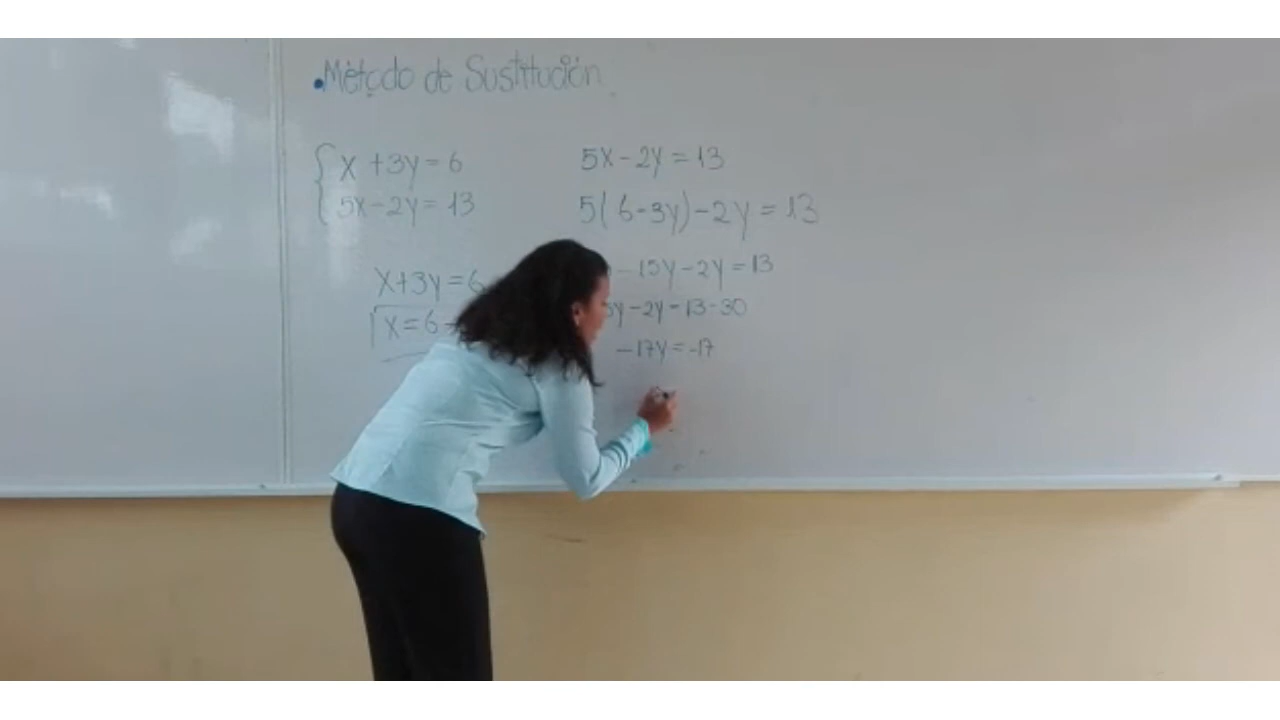 •Método de Sustitución
x + 3y = 6
5x - 2y = 13
x + 3y = 6
x = 6 -
5x - 2y = 13
5(6 - 3y) - 2y = 13
- 15y - 2y = 13
5y - 2y = 13 - 30
- 17y = -17